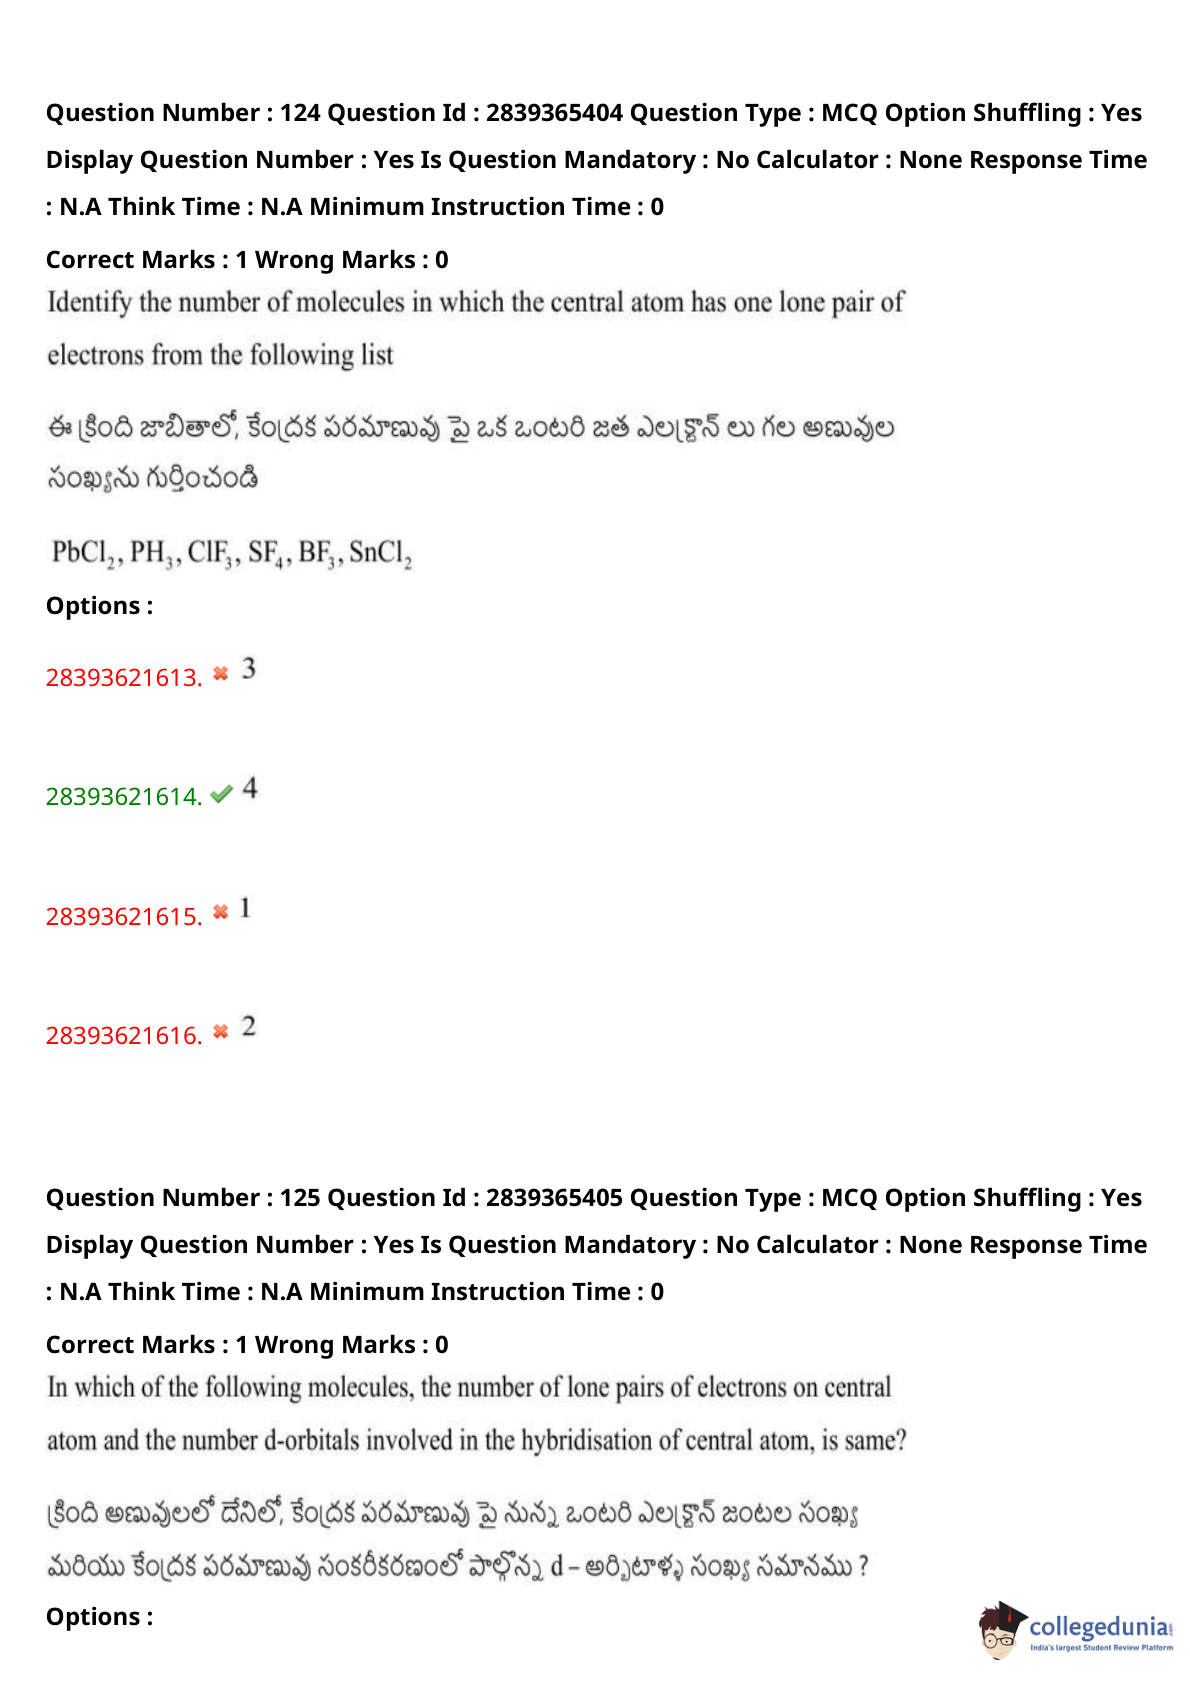 Question Number : 124 Question Id : 2839365404 Question Type : MCQ Option Shuffling : Yes
Display Question Number : Yes Is Question Mandatory : No Calculator : None Response Time
: N.A Think Time : N.A Minimum Instruction Time : 0
Correct Marks : 1 Wrong Marks : 0
Identify the number of molecules in which the central atom has one lone pair of
electrons from the following list
ఈ క్రింది జాబితాలో, కేంద్రక పరమాణువు పై ఒక ఒంటరి జత ఎలక్ట్రాన్ లు గల అణువుల
సంఖ్యను గుర్తించండి
PbCl₂, PH₃, ClF₃, SF₄, BF₃, SnCl₂
Options :
28393621613. ✖ 3
28393621614. ✔ 4
28393621615. ✖ 1
28393621616. ✖ 2
Question Number : 125 Question Id : 2839365405 Question Type : MCQ Option Shuffling : Yes
Display Question Number : Yes Is Question Mandatory : No Calculator : None Response Time
: N.A Think Time : N.A Minimum Instruction Time : 0
Correct Marks : 1 Wrong Marks : 0
In which of the following molecules, the number of lone pairs of electrons on central
atom and the number d-orbitals involved in the hybridisation of central atom, is same?
క్రింది అణువులలో దేనిలో, కేంద్రక పరమాణువు పై నున్న ఒంటరి ఎలక్ట్రాన్ జంటల సంఖ్య
మరియు కేంద్రక పరమాణువు సంకరీకరణంలో పాల్గొన్న d – అర్బిటాళ్ళ సంఖ్య సమానము ?
Options :
collegedunia.com
India's largest Student Review Platform